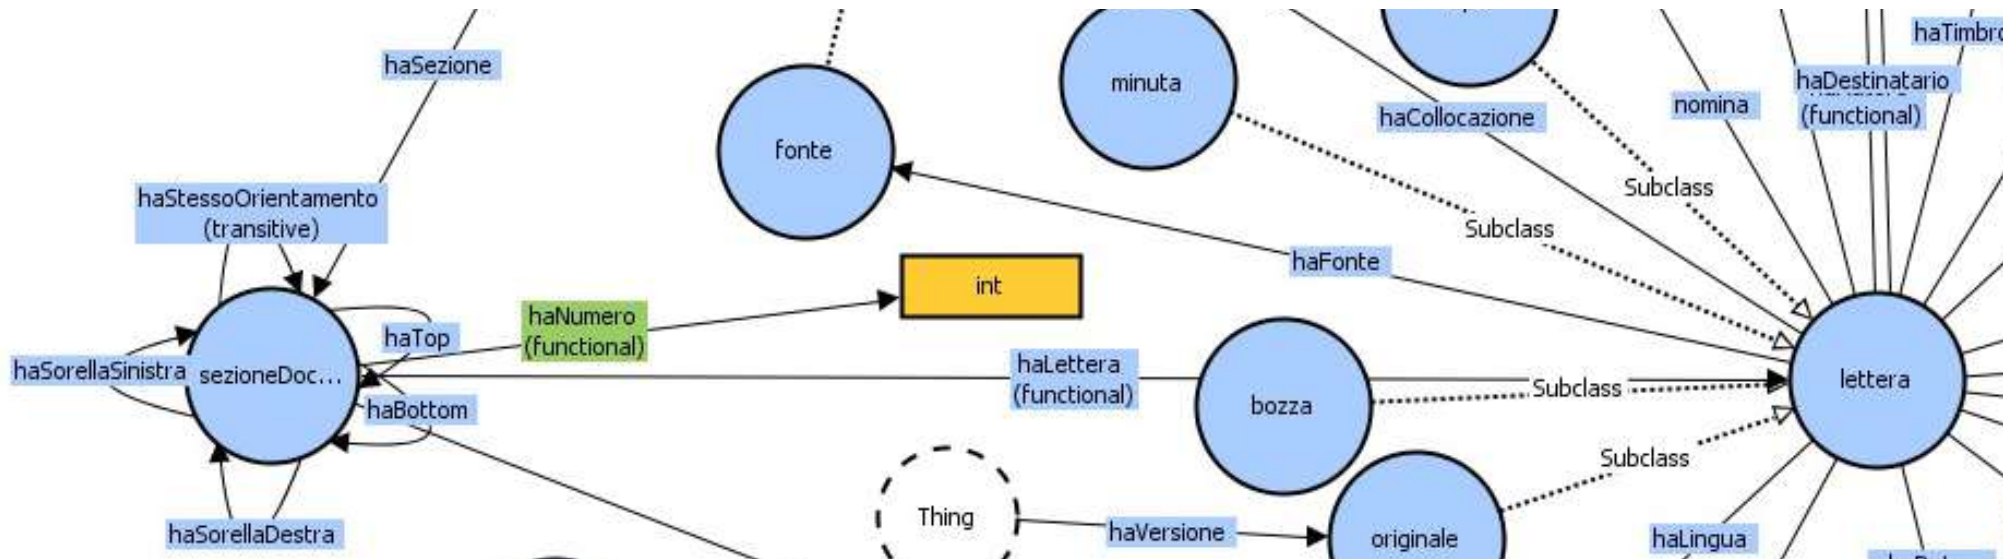 haTimbro
haSezione
minuta
haDestinatario
(functional)
nomina
haCollocazione
fonte
Subclass
haStessoOrientamento
(transitive)
Subclass
haFonte
int
haNumero
(functional)
haTop
haSorellaSinistra
sezioneDoc...
haLettera
(functional)
lettera
Subclass
haBottom
bozza
Subclass
Thing
haVersione
originale
haSorellaDestra
haLingua